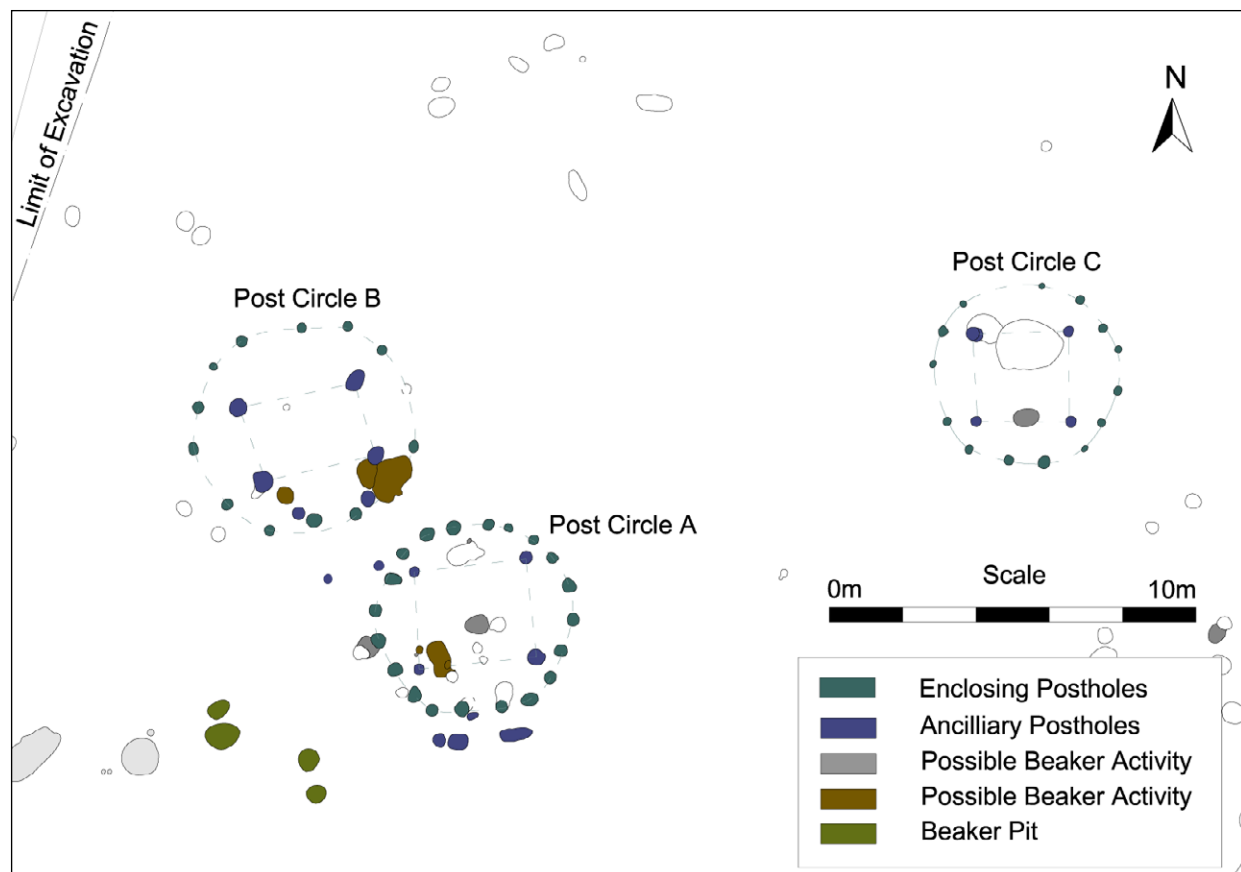 Limit of Excavation
N
Post Circle C
Post Circle B
Post Circle A
Scale
0m 10m
Enclosing Postholes
Ancilliary Postholes
Possible Beaker Activity
Possible Beaker Activity
Beaker Pit